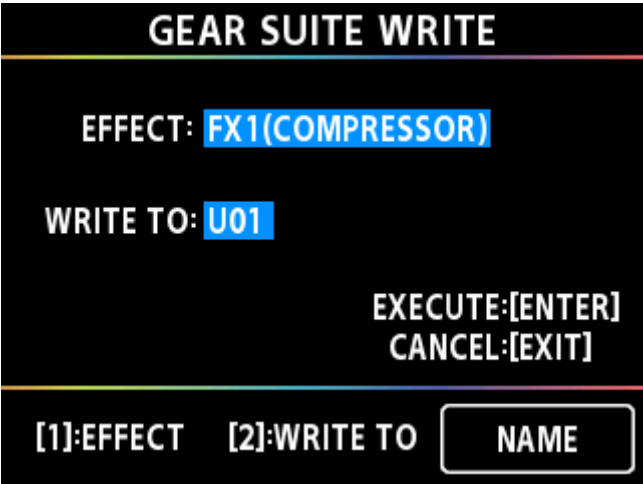 GEAR SUITE WRITE
EFFECT: FX1(COMPRESSOR)
WRITE TO: U01
EXECUTE:[ENTER]
CANCEL:[EXIT]
[1]:EFFECT [2]:WRITE TO NAME